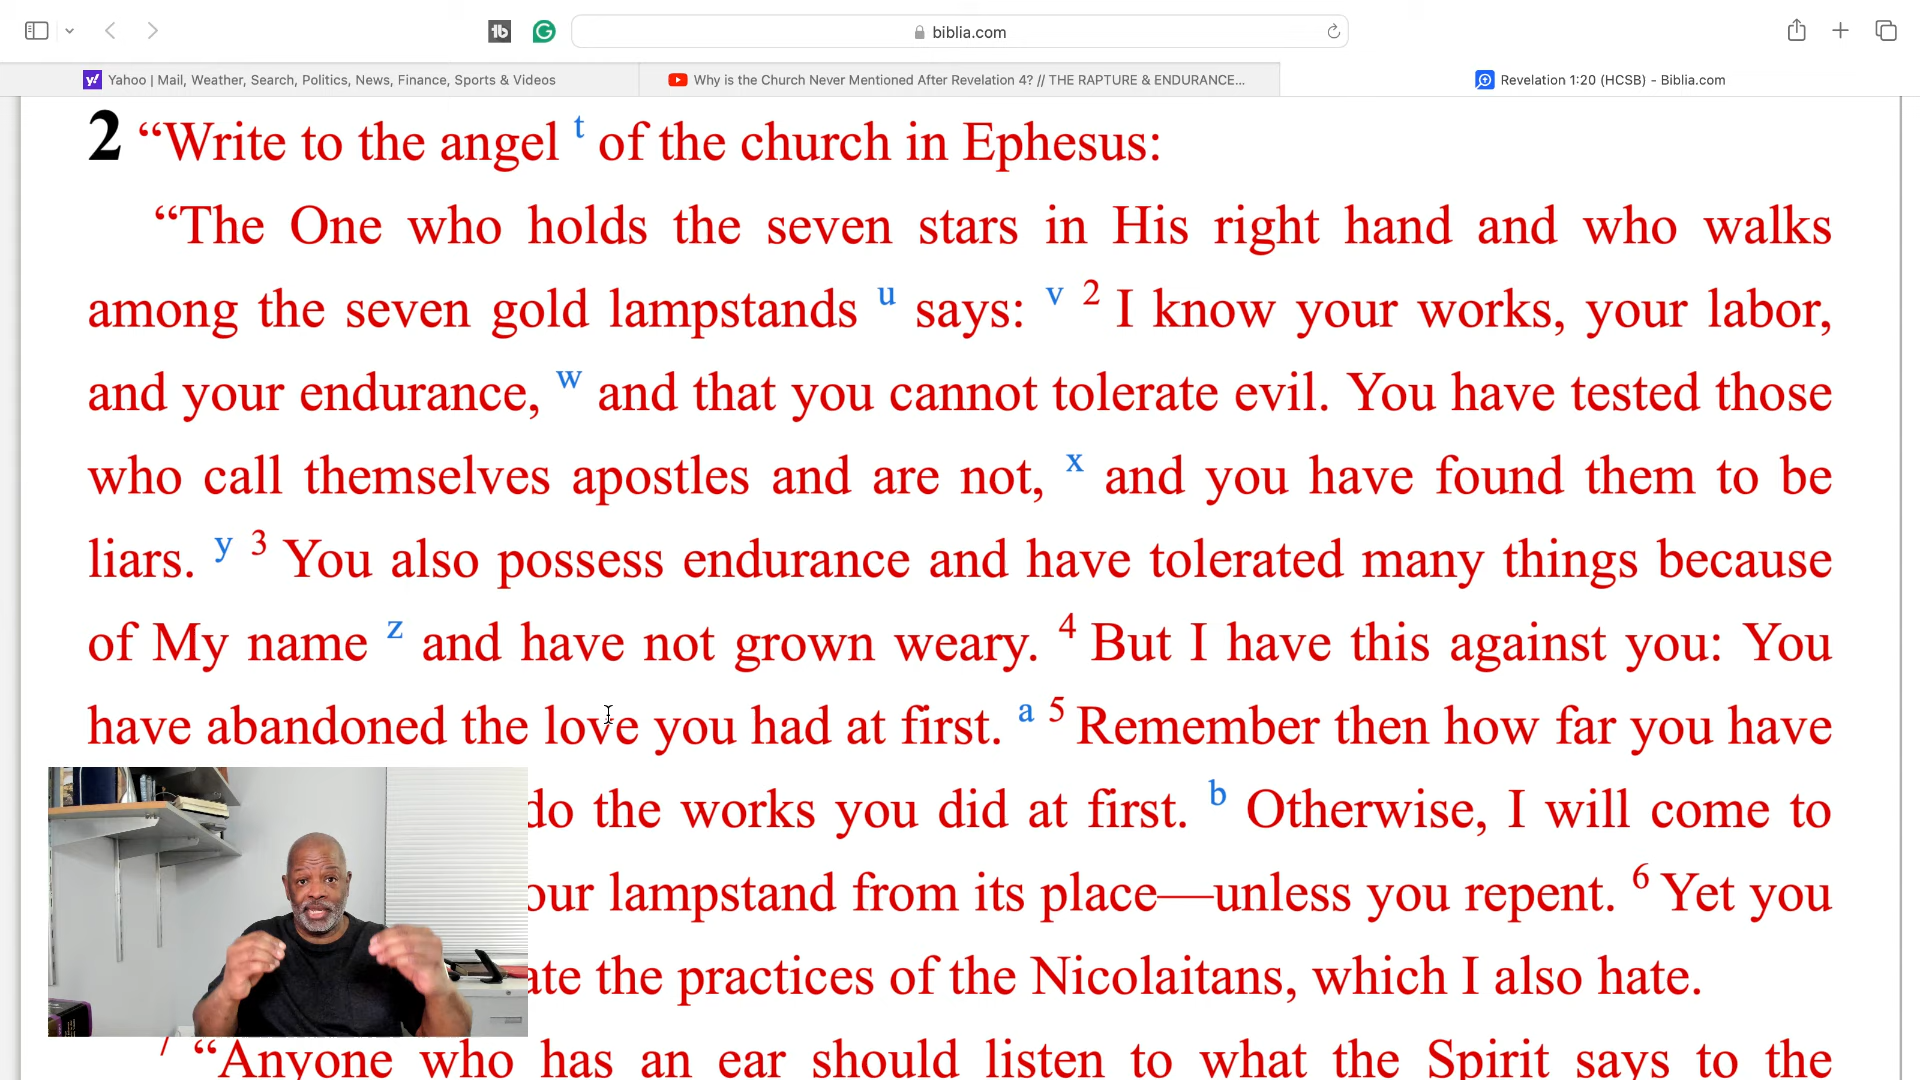 biblia.com
Yahoo | Mail, Weather, Search, Politics, News, Finance, Sports & Videos
Why is the Church Never Mentioned After Revelation 4? // THE RAPTURE & ENDURANCE...
Revelation 1:20 (HCSB) - Biblia.com
2 “Write to the angel t of the church in Ephesus:
“The One who holds the seven stars in His right hand and who walks
among the seven gold lampstands u says: v 2 I know your works, your labor,
and your endurance, w and that you cannot tolerate evil. You have tested those
who call themselves apostles and are not, x and you have found them to be
liars. y 3 You also possess endurance and have tolerated many things because
of My name z and have not grown weary. 4 But I have this against you: You
have abandoned the love you had at first. a 5 Remember then how far you have
do the works you did at first. b Otherwise, I will come to
our lampstand from its place—unless you repent. 6 Yet you
ate the practices of the Nicolaitans, which I also hate.
7 “Anyone who has an ear should listen to what the Spirit says to the